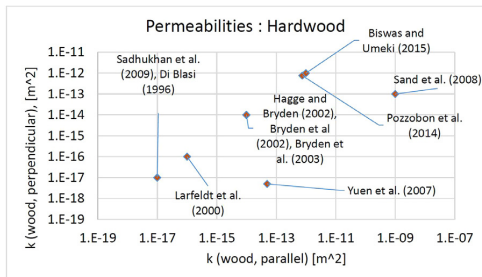 Permeabilities : Hardwood
k (wood, perpendicular), [m^2]
1.E-11
1.E-12
1.E-13
1.E-14
1.E-15
1.E-16
1.E-17
1.E-18
1.E-19
Sadhukhan et al.
(2009), Di Blasi
(1996)
Biswas and
Umeki (2015)
Sand et al. (2008)
Hagge and
Bryden (2002),
Bryden et al
(2002), Bryden et
al. (2003)
Pozzobon et al.
2014)
Larfeldt et al.
(2000)
Yuen et al. (2007)
1.E-19
1.E-17
1.E-15
1.E-13
1.E-11
1.E-09
1.E-07
k (wood, parallel) [m^2]